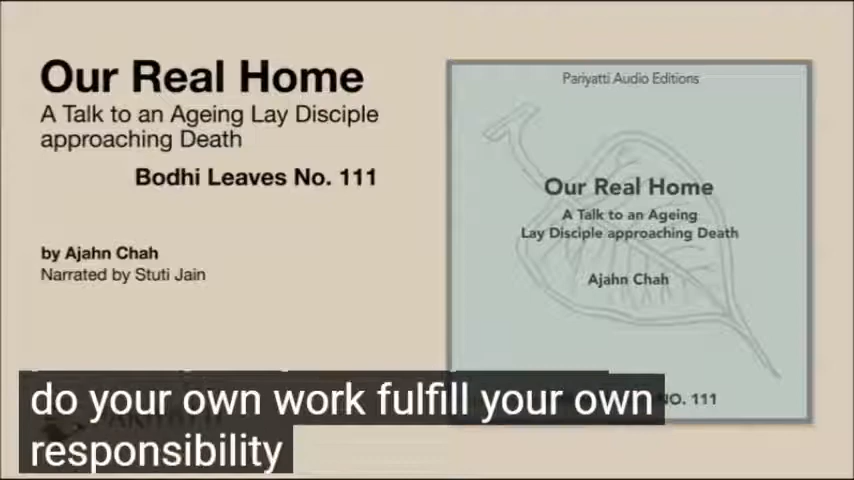 Our Real Home
A Talk to an Ageing Lay Disciple
approaching Death
Bodhi Leaves No. 111
by Ajahn Chah
Narrated by Stuti Jain
Pariyatti Audio Editions
Our Real Home
A Talk to an Ageing
Lay Disciple approaching Death
Ajahn Chah
NO. 111
do your own work fulfill your own
responsibility